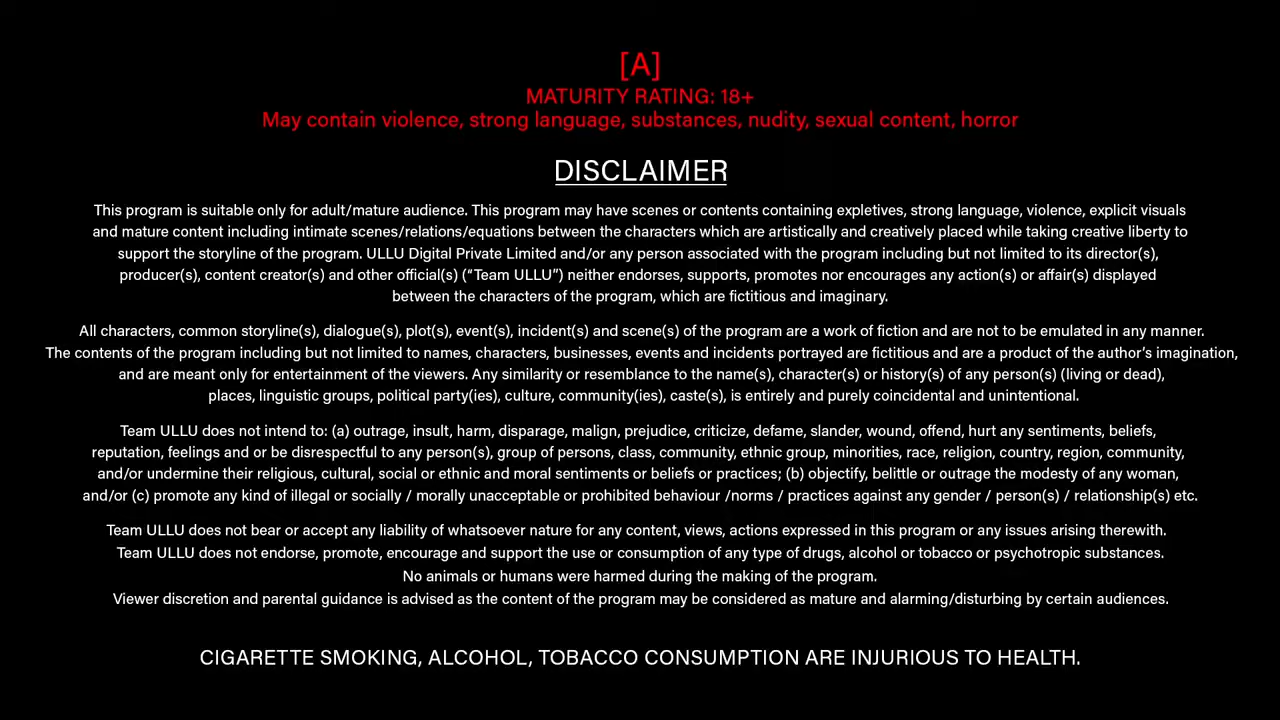 [A]
MATURITY RATING: 18+
May contain violence, strong language, substances, nudity, sexual content, horror
DISCLAIMER
This program is suitable only for adult/mature audience. This program may have scenes or contents containing expletives, strong language, violence, explicit visuals
and mature content including intimate scenes/relations/equations between the characters which are artistically and creatively placed while taking creative liberty to
support the storyline of the program. ULLU Digital Private Limited and/or any person associated with the program including but not limited to its director(s),
producer(s), content creator(s) and other official(s) (“Team ULLU”) neither endorses, supports, promotes nor encourages any action(s) or affair(s) displayed
between the characters of the program, which are fictitious and imaginary.
All characters, common storyline(s), dialogue(s), plot(s), event(s), incident(s) and scene(s) of the program are a work of fiction and are not to be emulated in any manner.
The contents of the program including but not limited to names, characters, businesses, events and incidents portrayed are fictitious and are a product of the author’s imagination,
and are meant only for entertainment of the viewers. Any similarity or resemblance to the name(s), character(s) or history(s) of any person(s) (living or dead),
places, linguistic groups, political party(ies), culture, community(ies), caste(s), is entirely and purely coincidental and unintentional.
Team ULLU does not intend to: (a) outrage, insult, harm, disparage, malign, prejudice, criticize, defame, slander, wound, offend, hurt any sentiments, beliefs,
reputation, feelings and or be disrespectful to any person(s), group of persons, class, community, ethnic group, minorities, race, religion, country, region, community,
and/or undermine their religious, cultural, social or ethnic and moral sentiments or beliefs or practices; (b) objectify, belittle or outrage the modesty of any woman,
and/or (c) promote any kind of illegal or socially / morally unacceptable or prohibited behaviour /norms / practices against any gender / person(s) / relationship(s) etc.
Team ULLU does not bear or accept any liability of whatsoever nature for any content, views, actions expressed in this program or any issues arising therewith.
Team ULLU does not endorse, promote, encourage and support the use or consumption of any type of drugs, alcohol or tobacco or psychotropic substances.
No animals or humans were harmed during the making of the program.
Viewer discretion and parental guidance is advised as the content of the program may be considered as mature and alarming/disturbing by certain audiences.
CIGARETTE SMOKING, ALCOHOL, TOBACCO CONSUMPTION ARE INJURIOUS TO HEALTH.